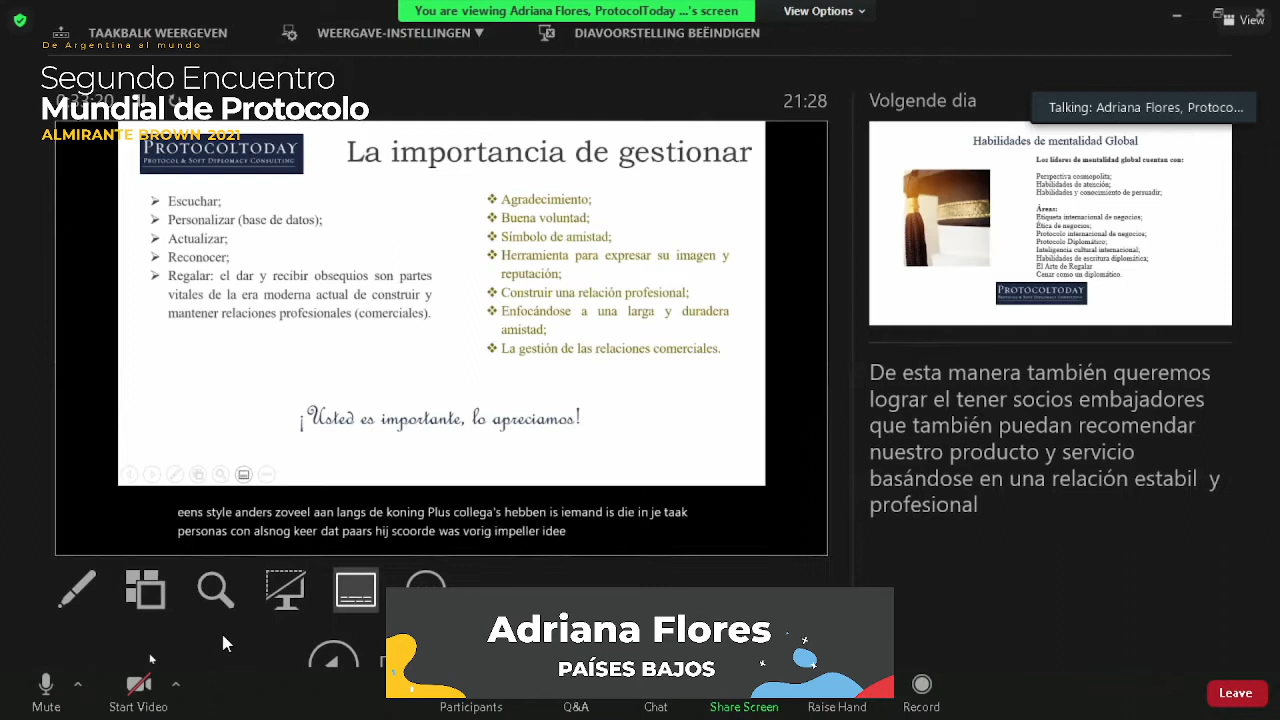 You are viewing Adriana Flores, ProtocolToday ...'s screen
View Options
View
TAAKBALK WEERGEVEN
WEERGAVE-INSTELLINGEN ▼
DIAVOORSTELLING BEËINDIGEN
De Argentina al mundo
Segundo Encuentro
Mundial de Protocolo
ALMIRANTE BROWN 2021
21:28
Volgende dia
Talking: Adriana Flores, Protoco...
PROTOCOLTODAY
PROTOCOL & SOFT DIPLOMACY CONSULTING
La importancia de gestionar
Escuchar;
Personalizar (base de datos);
Actualizar;
Reconocer;
Regalar: el dar y recibir obsequios son partes
vitales de la era moderna actual de construir y
mantener relaciones profesionales (comerciales).
Agradecimiento;
Buena voluntad;
Símbolo de amistad;
Herramienta para expresar su imagen y
reputación;
Construir una relación profesional;
Enfocándose a una larga y duradera
amistad;
La gestión de las relaciones comerciales.
¡Usted es importante, lo apreciamos!
eens style anders zoveel aan langs de koning Plus collega's hebben is iemand is die in je taak
personas con alsnog keer dat paars hij scoorde was vorig impeller idee
Habilidades de mentalidad Global
Los líderes de mentalidad global cuentan con:
Perspectiva cosmopolita;
Habilidades de atención;
Habilidades y conocimiento de persuadir;
Áreas:
Etiqueta internacional de negocios;
Ética de negocios;
Protocolo internacional de negocios;
Protocolo Diplomático;
Inteligencia cultural internacional;
Habilidades de escritura diplomática;
El Arte de Regalar
Cenar como un diplomático.
PROTOCOLTODAY
De esta manera también queremos
lograr el tener socios embajadores
que también puedan recomendar
nuestro producto y servicio
basándose en una relación estabil y
profesional
Adriana Flores
PAÍSES BAJOS
Mute
Start Video
Participants
Q&A
Chat
Share Screen
Raise Hand
Record
Leave